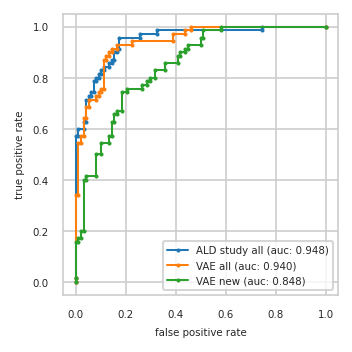 1.0
0.8
0.6
0.4
0.2
0.0
true positive rate
ALD study all (auc: 0.948)
VAE all (auc: 0.940)
VAE new (auc: 0.848)
0.0 0.2 0.4 0.6 0.8 1.0
false positive rate